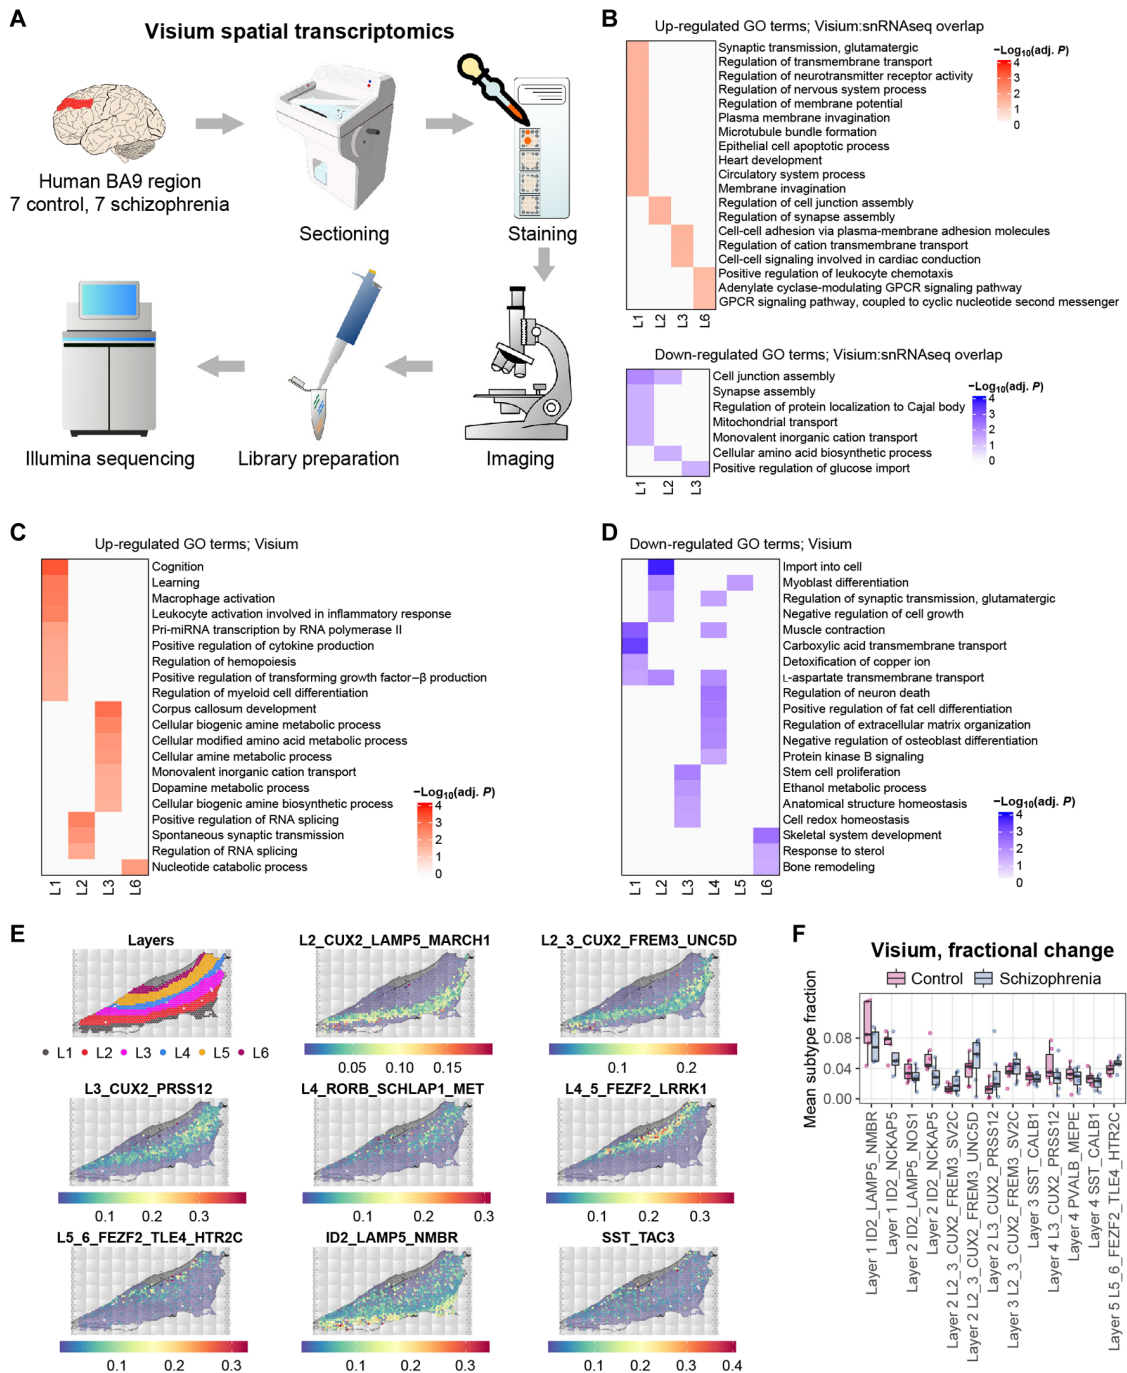 A
Visium spatial transcriptomics
Human BA9 region
7 control, 7 schizophrenia
Sectioning
Staining
Illumina sequencing
Library preparation
Imaging
B
Up-regulated GO terms; Visium:snRNAseq overlap
Synaptic transmission, glutamatergic
Regulation of transmembrane transport
Regulation of neurotransmitter receptor activity
Regulation of nervous system process
Regulation of membrane potential
Plasma membrane invagination
Microtubule bundle formation
Epithelial cell apoptotic process
Heart development
Circulatory system process
Membrane invagination
Regulation of cell junction assembly
Regulation of synapse assembly
Cell-cell adhesion via plasma-membrane adhesion molecules
Regulation of cation transmembrane transport
Cell-cell signaling involved in cardiac conduction
Positive regulation of leukocyte chemotaxis
Adenylate cyclase-modulating GPCR signaling pathway
GPCR signaling pathway, coupled to cyclic nucleotide second messenger
L1 L2 L3 L6
−Log10(adj. P)
4
3
2
1
0
Down-regulated GO terms; Visium:snRNAseq overlap
Cell junction assembly
Synapse assembly
Regulation of protein localization to Cajal body
Mitochondrial transport
Monovalent inorganic cation transport
Cellular amino acid biosynthetic process
Positive regulation of glucose import
L1 L2 L3
−Log10(adj. P)
4
3
2
1
0
C
Up-regulated GO terms; Visium
Cognition
Learning
Macrophage activation
Leukocyte activation involved in inflammatory response
Pri-miRNA transcription by RNA polymerase II
Positive regulation of cytokine production
Regulation of hemopoiesis
Positive regulation of transforming growth factor−β production
Regulation of myeloid cell differentiation
Corpus callosum development
Cellular biogenic amine metabolic process
Cellular modified amino acid metabolic process
Cellular amine metabolic process
Monovalent inorganic cation transport
Dopamine metabolic process
Cellular biogenic amine biosynthetic process
Positive regulation of RNA splicing
Spontaneous synaptic transmission
Regulation of RNA splicing
Nucleotide catabolic process
L1 L2 L3 L6
−Log10(adj. P)
4
3
2
1
0
D
Down-regulated GO terms; Visium
Import into cell
Myoblast differentiation
Regulation of synaptic transmission, glutamatergic
Negative regulation of cell growth
Muscle contraction
Carboxylic acid transmembrane transport
Detoxification of copper ion
L-aspartate transmembrane transport
Regulation of neuron death
Positive regulation of fat cell differentiation
Regulation of extracellular matrix organization
Negative regulation of osteoblast differentiation
Protein kinase B signaling
Stem cell proliferation
Ethanol metabolic process
Anatomical structure homeostasis
Cell redox homeostasis
Skeletal system development
Response to sterol
Bone remodeling
L1 L2 L3 L4 L5 L6
−Log10(adj. P)
4
3
2
1
0
E
Layers
L1 L2 L3 L4 L5 L6
L2_CUX2_LAMP5_MARCH1
0.05 0.10 0.15
L2_3_CUX2_FREM3_UNC5D
0.1 0.2
L3_CUX2_PRSS12
0.1 0.2 0.3
L4_RORB_SCHLAP1_MET
0.1 0.2 0.3
L4_5_FEZF2_LRRK1
0.1 0.2 0.3
L5_6_FEZF2_TLE4_HTR2C
0.1 0.2 0.3
ID2_LAMP5_NMBR
0.1 0.2 0.3
SST_TAC3
0.1 0.2 0.3 0.4
F
Visium, fractional change
Control Schizophrenia
Mean subtype fraction
0.08
0.04
0.00
Layer 1 ID2_LAMP5_NMBR
Layer 1 ID2_NCKAP5
Layer 2 ID2_LAMP5_NOS1
Layer 2 ID2_NCKAP5
Layer 2 L2_3_CUX2_FREM3_SV2C
Layer 2 L2_3_CUX2_FREM3_UNC5D
Layer 2 L3_CUX2_PRSS12
Layer 3 L2_3_CUX2_FREM3_SV2C
Layer 3 SST_CALB1
Layer 4 L3_CUX2_PRSS12
Layer 4 PVALB_MEPE
Layer 4 SST_CALB1
Layer 5 L5_6_FEZF2_TLE4_HTR2C